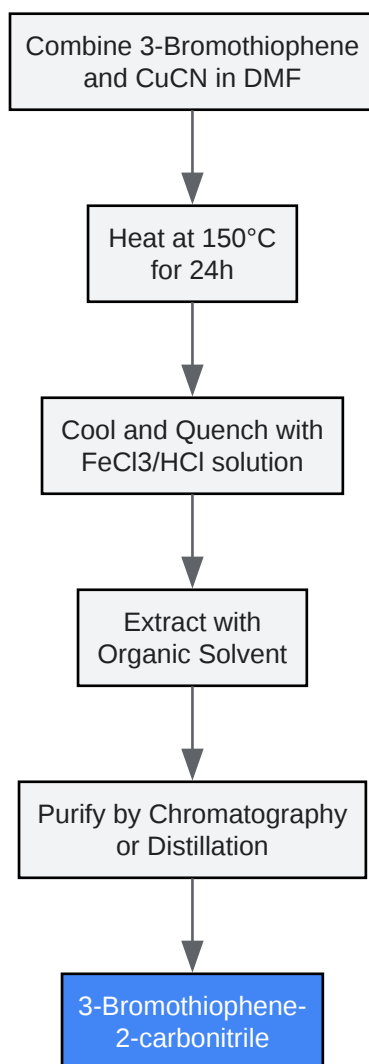 Combine 3-Bromothiophene
and CuCN in DMF
Heat at 150°C
for 24h
Cool and Quench with
FeCl3/HCl solution
Extract with
Organic Solvent
Purify by Chromatography
or Distillation
3-Bromothiophene-
2-carbonitrile